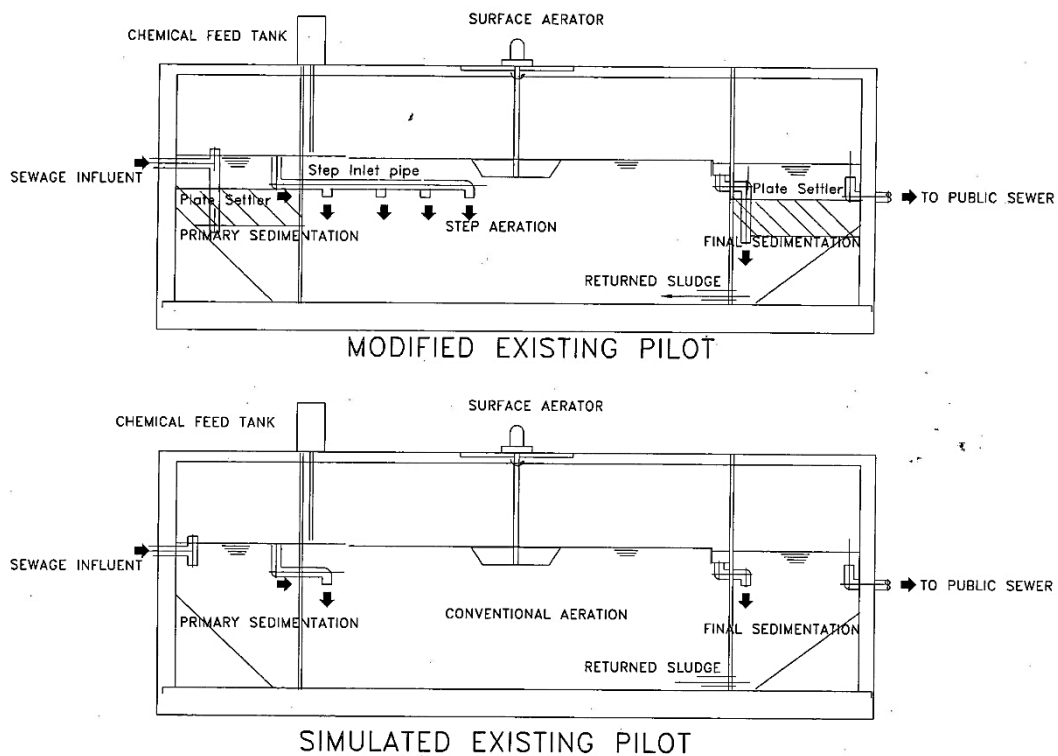 SURFACE AERATOR
CHEMICAL FEED TANK
SEWAGE INFLUENT
Step Inlet pipe
Plate Settler
Plate Settler
TO PUBLIC SEWER
PRIMARY SEDIMENTATION
STEP AERATION
FINAL SEDIMENTATION
RETURNED SLUDGE
MODIFIED EXISTING PILOT
SURFACE AERATOR
CHEMICAL FEED TANK
SEWAGE INFLUENT
TO PUBLIC SEWER
PRIMARY SEDIMENTATION
CONVENTIONAL AERATION
FINAL SEDIMENTATION
RETURNED SLUDGE
SIMULATED EXISTING PILOT